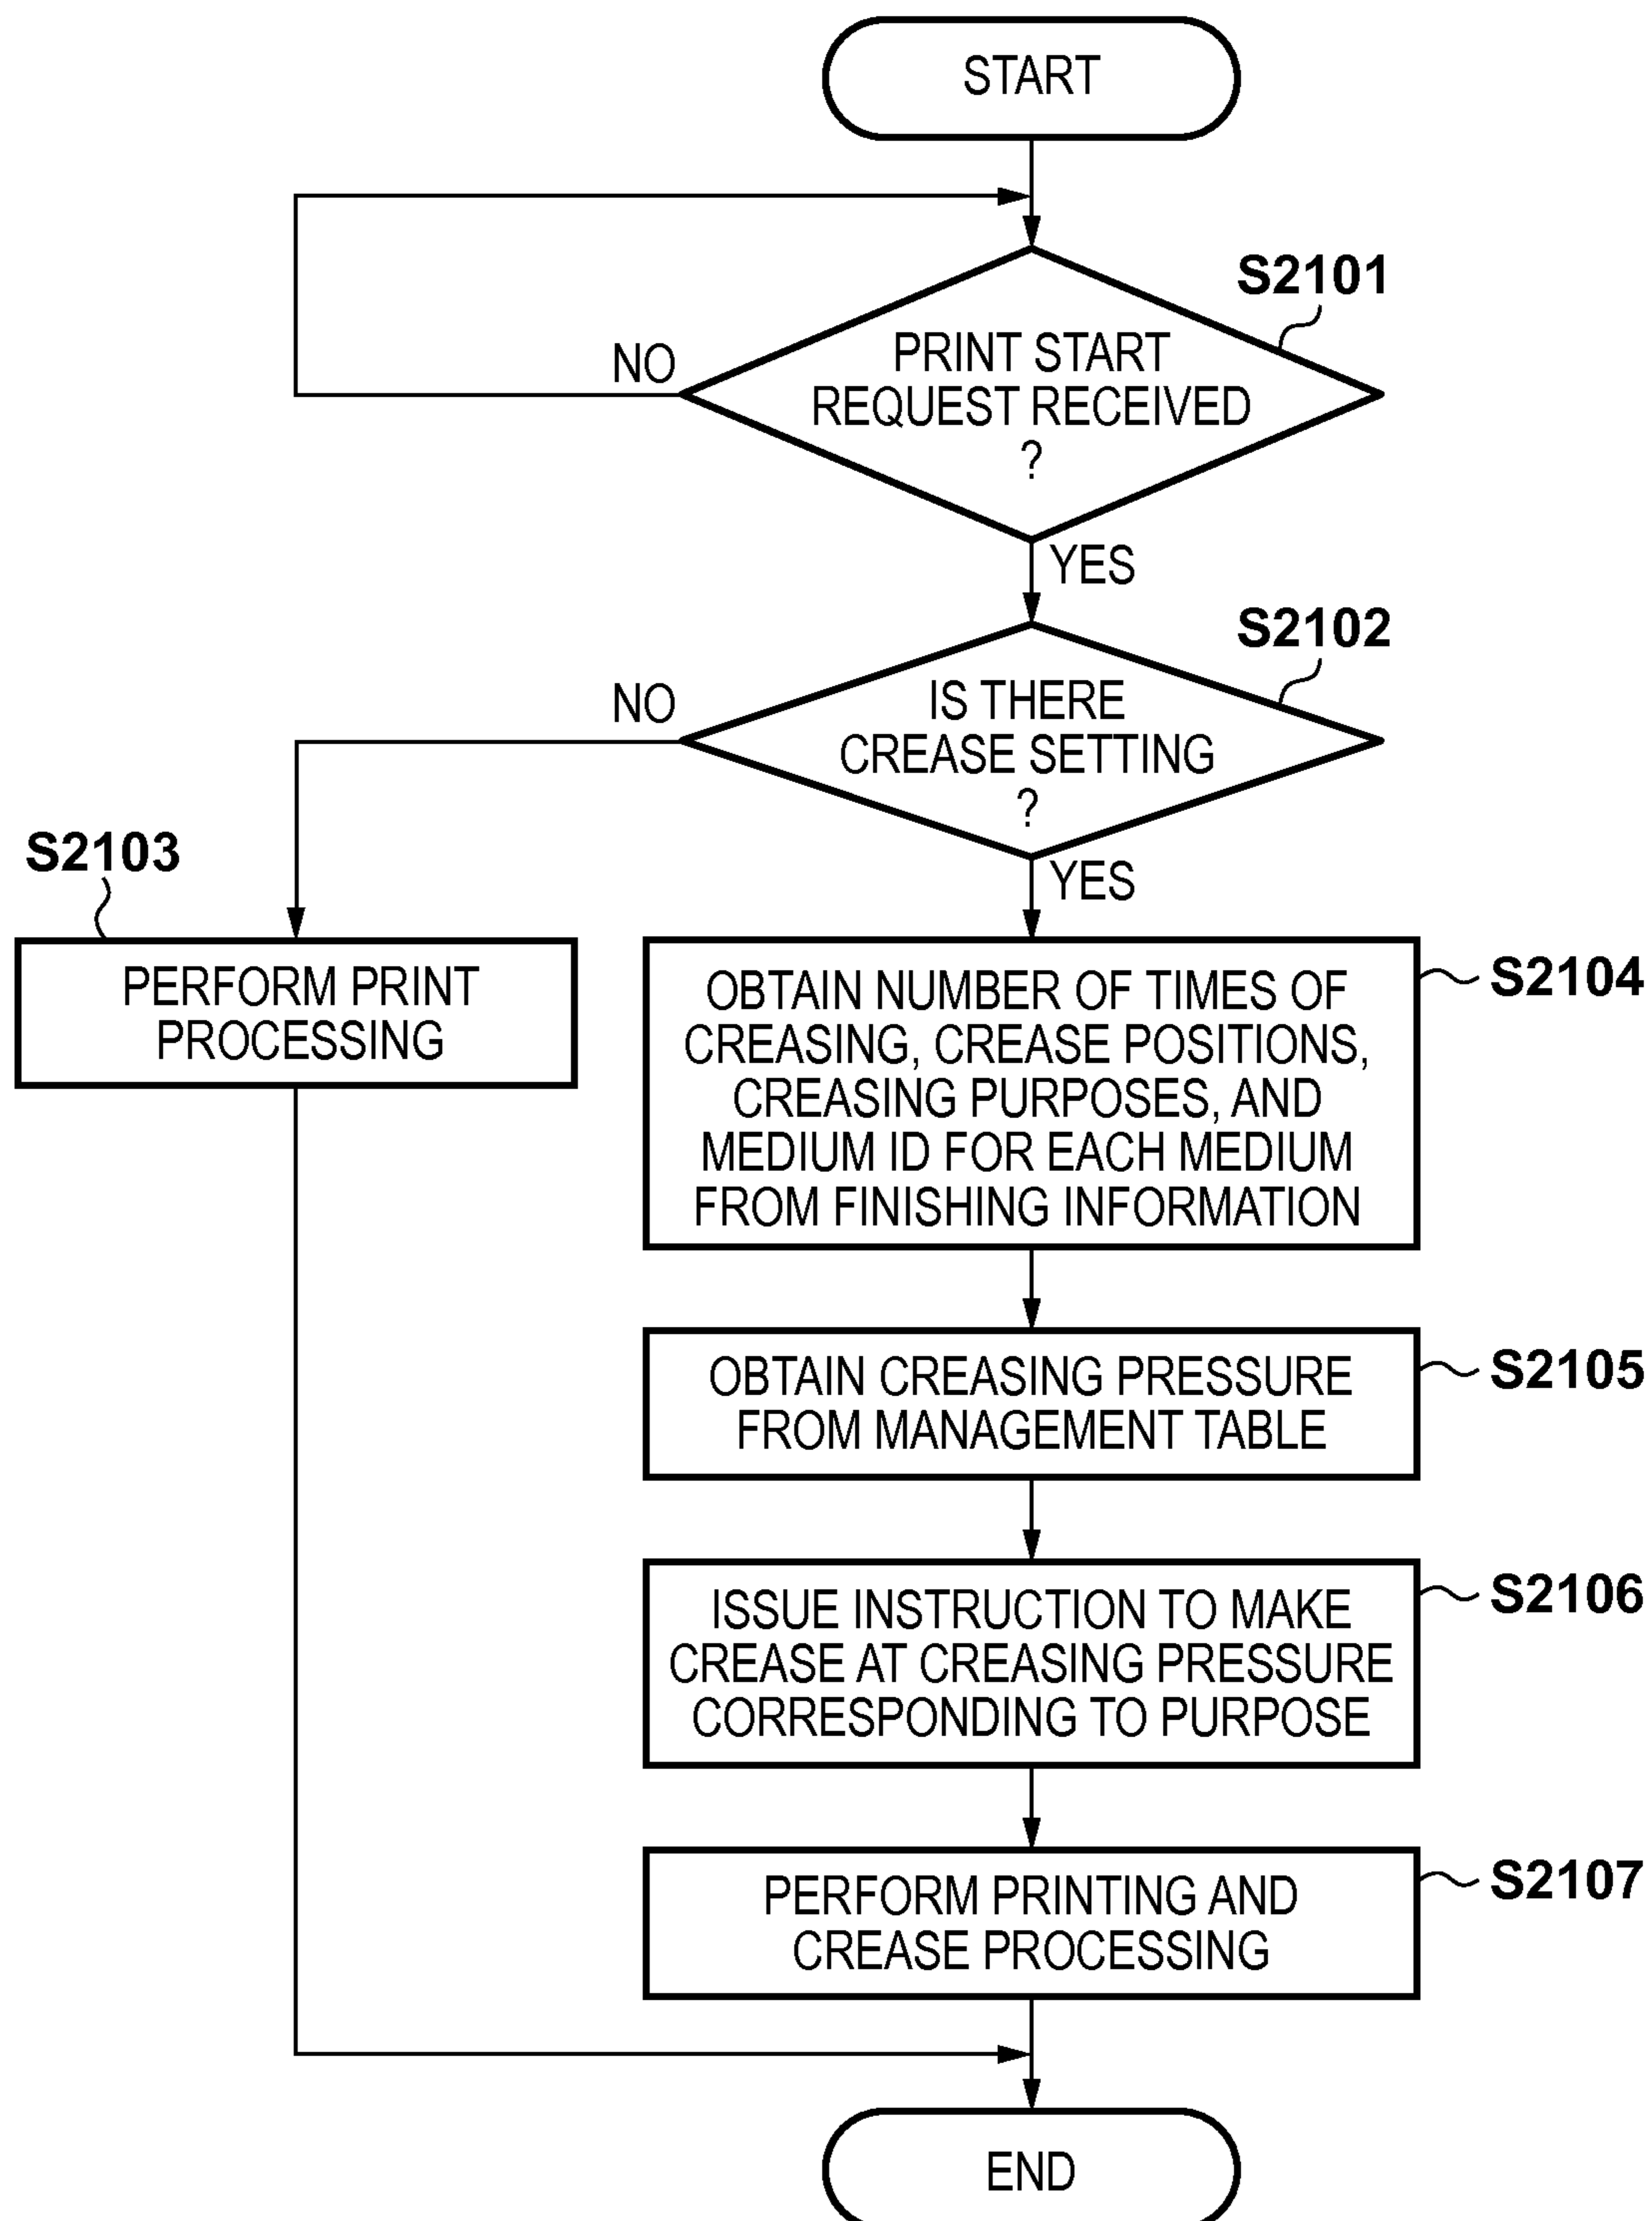 START
S2101
PRINT START
REQUEST RECEIVED
?
NO
YES
S2102
IS THERE
CREASE SETTING
?
NO
YES
S2103
PERFORM PRINT
PROCESSING
S2104
OBTAIN NUMBER OF TIMES OF
CREASING, CREASE POSITIONS,
CREASING PURPOSES, AND
MEDIUM ID FOR EACH MEDIUM
FROM FINISHING INFORMATION
S2105
OBTAIN CREASING PRESSURE
FROM MANAGEMENT TABLE
S2106
ISSUE INSTRUCTION TO MAKE
CREASE AT CREASING PRESSURE
CORRESPONDING TO PURPOSE
S2107
PERFORM PRINTING AND
CREASE PROCESSING
END